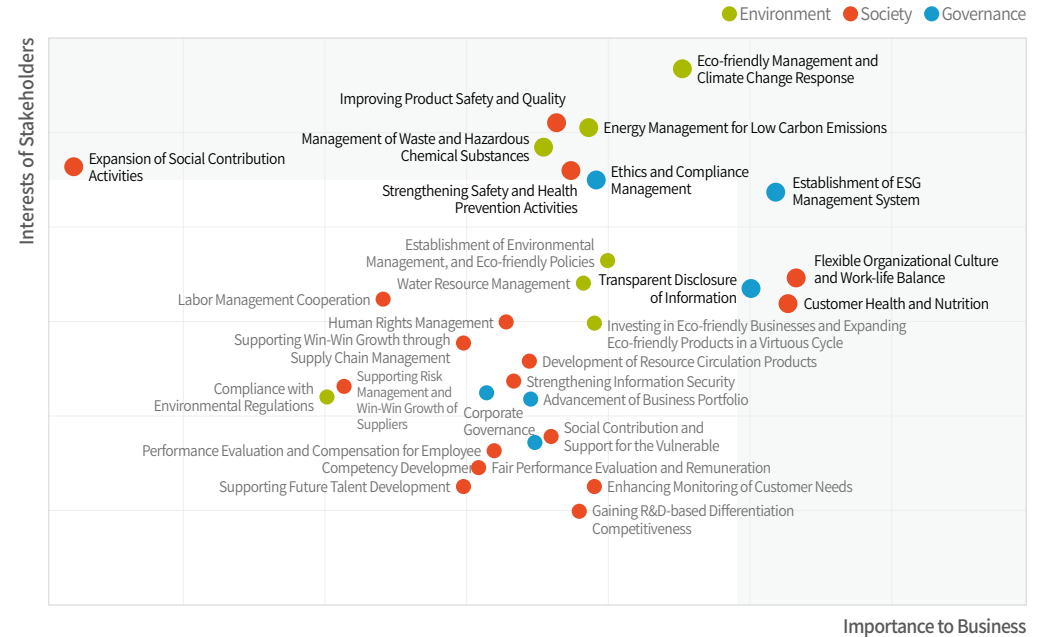 Environment
Society
Governance
Interests of Stakeholders
Eco-friendly Management and
Climate Change Response
Improving Product Safety and Quality
Energy Management for Low Carbon Emissions
Management of Waste and Hazardous
Chemical Substances
Expansion of Social Contribution
Activities
Ethics and Compliance
Management
Strengthening Safety and Health
Prevention Activities
Establishment of ESG
Management System
Establishment of Environmental
Management, and Eco-friendly Policies
Water Resource Management
Transparent Disclosure
of Information
Flexible Organizational Culture
and Work-life Balance
Customer Health and Nutrition
Labor Management Cooperation
Human Rights Management
Investing in Eco-friendly Businesses and Expanding
Eco-friendly Products in a Virtuous Cycle
Supporting Win-Win Growth through
Supply Chain Management
Development of Resource Circulation Products
Supporting Risk
Management and
Win-Win Growth of
Suppliers
Strengthening Information Security
Compliance with
Environmental Regulations
Advancement of Business Portfolio
Corporate
Governance
Social Contribution and
Support for the Vulnerable
Performance Evaluation and Compensation for Employee
Competency Developmen
Fair Performance Evaluation and Remuneration
Supporting Future Talent Development
Enhancing Monitoring of Customer Needs
Gaining R&D-based Differentiation
Competitiveness
Importance to Business